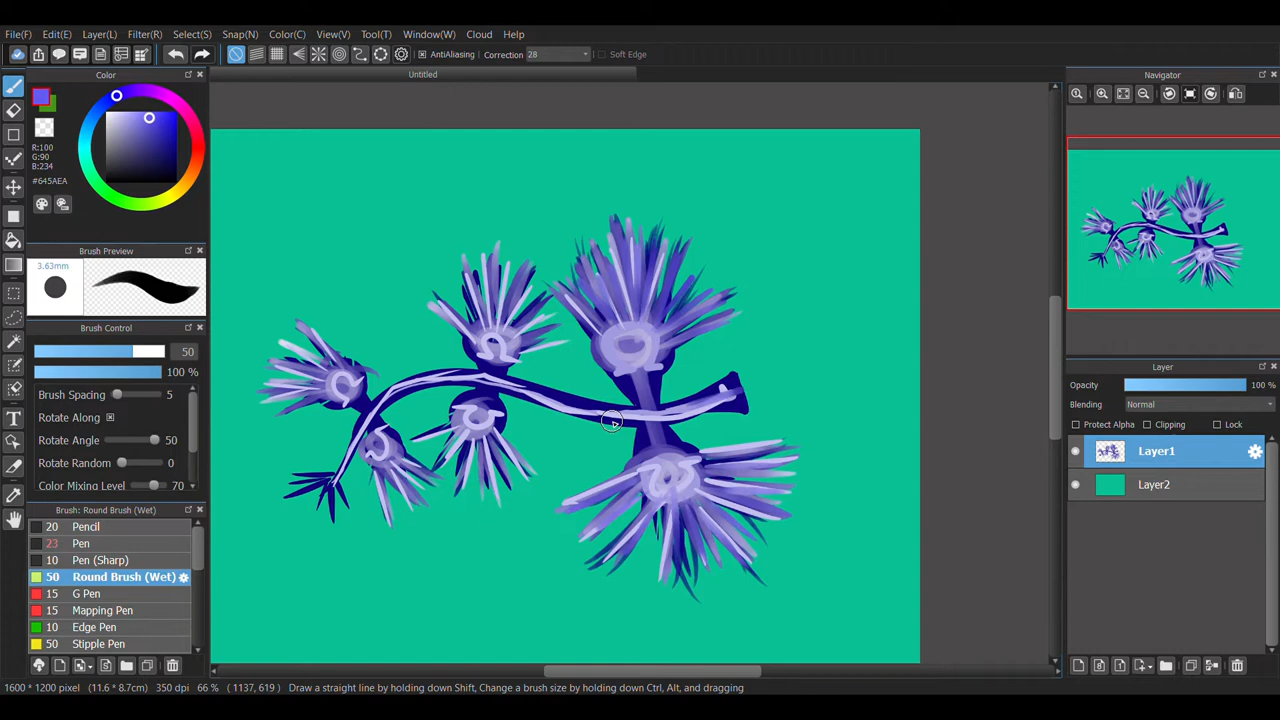 File(F) Edit(E) Layer(L) Filter(R) Select(S) Snap(N) Color(C) View(V) Tool(T) Window(W) Cloud Help
AntiAliasing Correction 28 Soft Edge
Color
Untitled
Navigator
R:100
G:90
B:234
#645AEA
Brush Preview
3.63mm
Brush Control
50
100 %
Brush Spacing 5
Rotate Along
Rotate Angle 50
Rotate Random 0
Color Mixing Level 70
Brush: Round Brush (Wet)
20 Pencil
23 Pen
10 Pen (Sharp)
50 Round Brush (Wet)
15 G Pen
15 Mapping Pen
10 Edge Pen
50 Stipple Pen
Layer
Opacity 100 %
Blending Normal
Protect Alpha Clipping Lock
Layer1
Layer2
1600 * 1200 pixel (11.6 * 8.7cm) 350 dpi 66 % ( 1137, 619 ) Draw a straight line by holding down Shift, Change a brush size by holding down Ctrl, Alt, and dragging